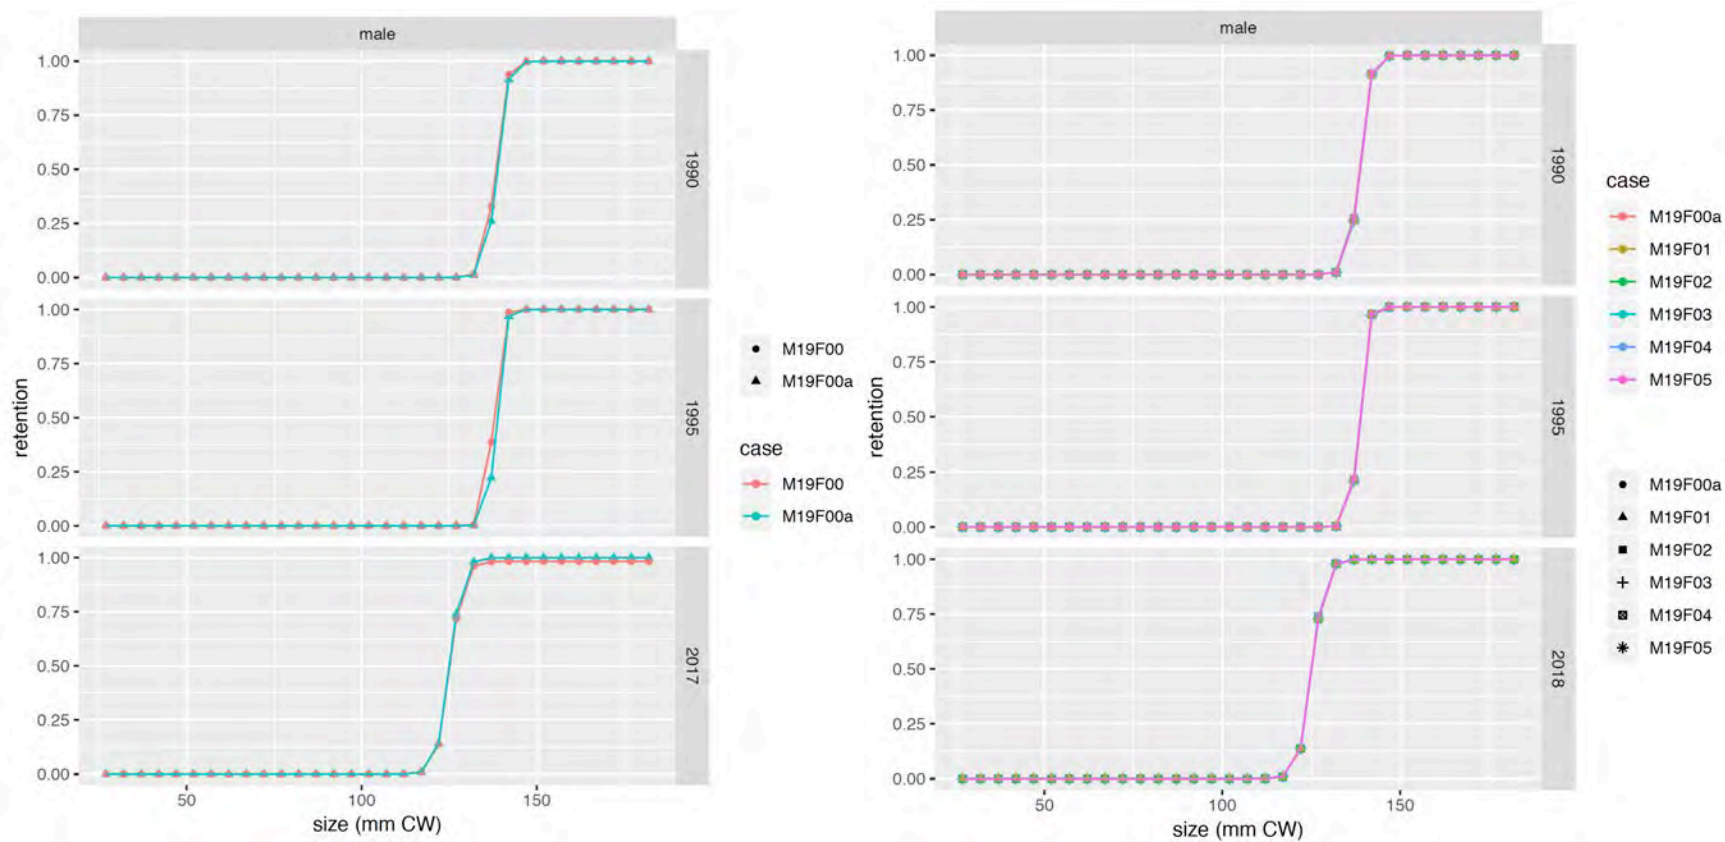 male
1.00
0.75
0.50
0.25
0.00
1990
1.00
0.75
0.50
0.25
0.00
1995
1.00
0.75
0.50
0.25
0.00
2017
50
100
150
size (mm CW)
retention
M19F00
M19F00a
case
M19F00
M19F00a
male
1.00
0.75
0.50
0.25
0.00
1990
1.00
0.75
0.50
0.25
0.00
1995
1.00
0.75
0.50
0.25
0.00
2018
50
100
150
size (mm CW)
retention
case
M19F00a
M19F01
M19F02
M19F03
M19F04
M19F05
M19F00a
M19F01
M19F02
M19F03
M19F04
M19F05